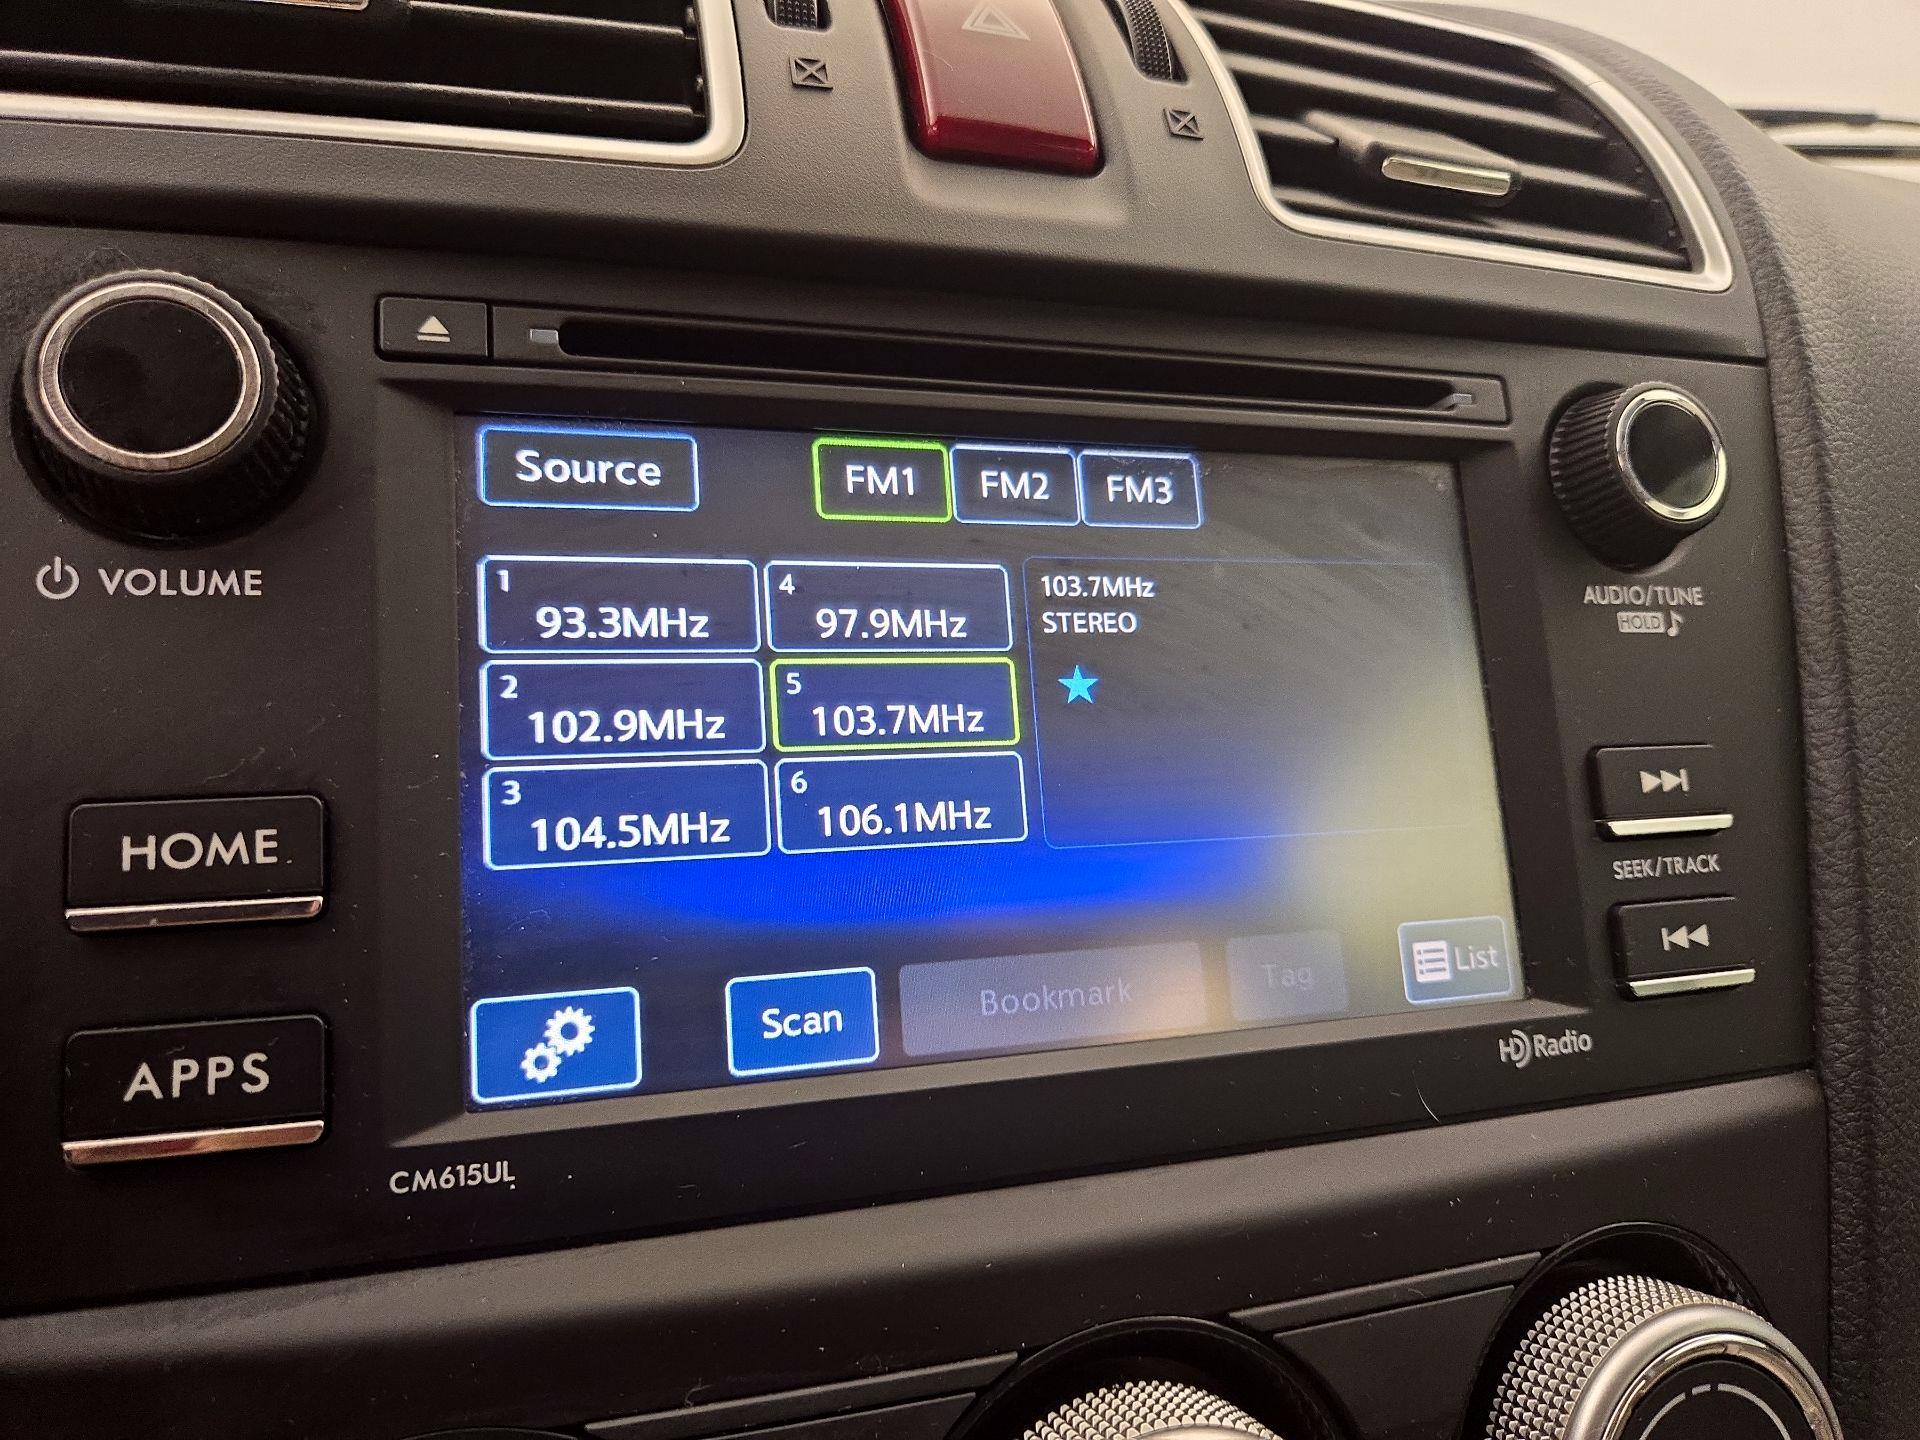 Source
FM1
FM2
FM3
1
93.3MHz
4
97.9MHz
103.7MHz
STEREO
2
102.9MHz
5
103.7MHz
3
104.5MHz
6
106.1MHz
Scan
Bookmark
Tag
List
VOLUME
HOME
APPS
AUDIO/TUNE
HOLD
SEEK/TRACK
HD Radio
CM615UL